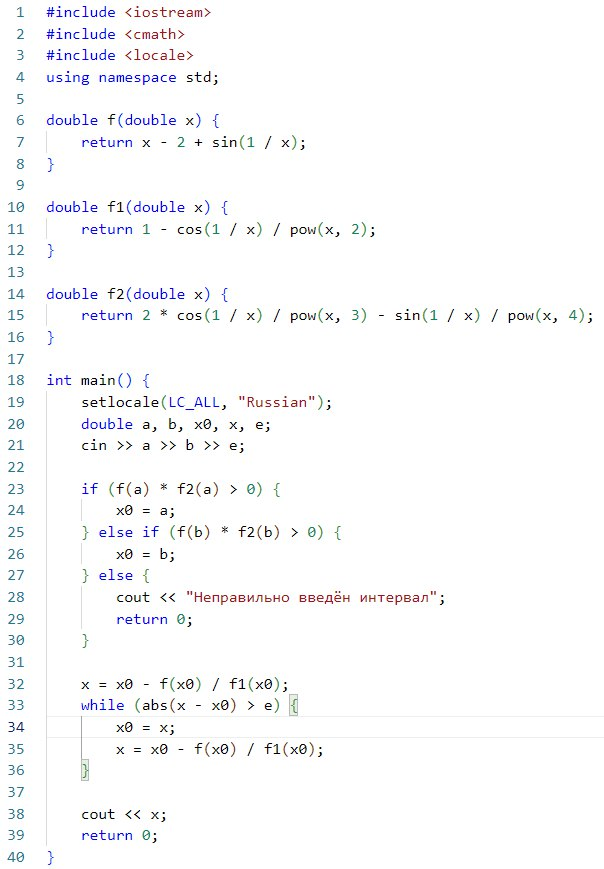 1 #include <iostream>
2 #include <cmath>
3 #include <locale>
4 using namespace std;
5
6 double f(double x) {
7     return x - 2 + sin(1 / x);
8 }
9
10 double f1(double x) {
11     return 1 - cos(1 / x) / pow(x, 2);
12 }
13
14 double f2(double x) {
15     return 2 * cos(1 / x) / pow(x, 3) - sin(1 / x) / pow(x, 4);
16 }
17
18 int main() {
19     setlocale(LC_ALL, "Russian");
20     double a, b, x0, x, e;
21     cin >> a >> b >> e;
22
23     if (f(a) * f2(a) > 0) {
24         x0 = a;
25     } else if (f(b) * f2(b) > 0) {
26         x0 = b;
27     } else {
28         cout << "Неправильно введён интервал";
29         return 0;
30     }
31
32     x = x0 - f(x0) / f1(x0);
33     while (abs(x - x0) > e) {
34         x0 = x;
35         x = x0 - f(x0) / f1(x0);
36     }
37
38     cout << x;
39     return 0;
40 }